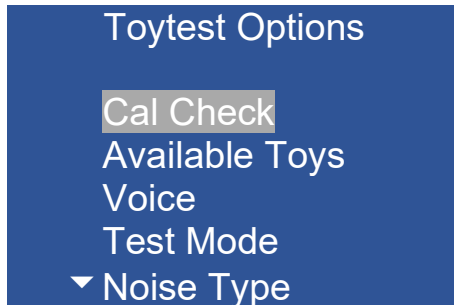 Toytest Options
Cal Check
Available Toys
Voice
Test Mode
Noise Type